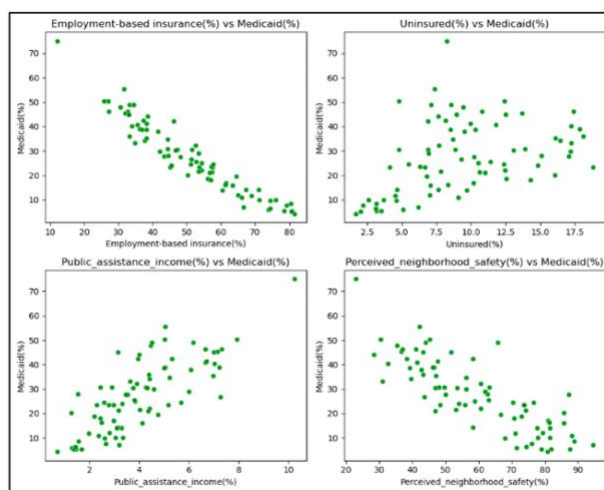 Employment-based insurance(%) vs Medicaid(%)
Medicaid(%)
70
60
50
40
30
20
10
10 20 30 40 50 60 70 80
Employment-based insurance(%)
Uninsured(%) vs Medicaid(%)
Medicaid(%)
70
60
50
40
30
20
10
2.5 5.0 7.5 10.0 12.5 15.0 17.5
Uninsured(%)
Public_assistance_income(%) vs Medicaid(%)
Medicaid(%)
70
60
50
40
30
20
10
2 4 6 8 10
Public_assistance_income(%)
Perceived_neighborhood_safety(%) vs Medicaid(%)
Medicaid(%)
70
60
50
40
30
20
10
20 30 40 50 60 70 80 90
Perceived_neighborhood_safety(%)